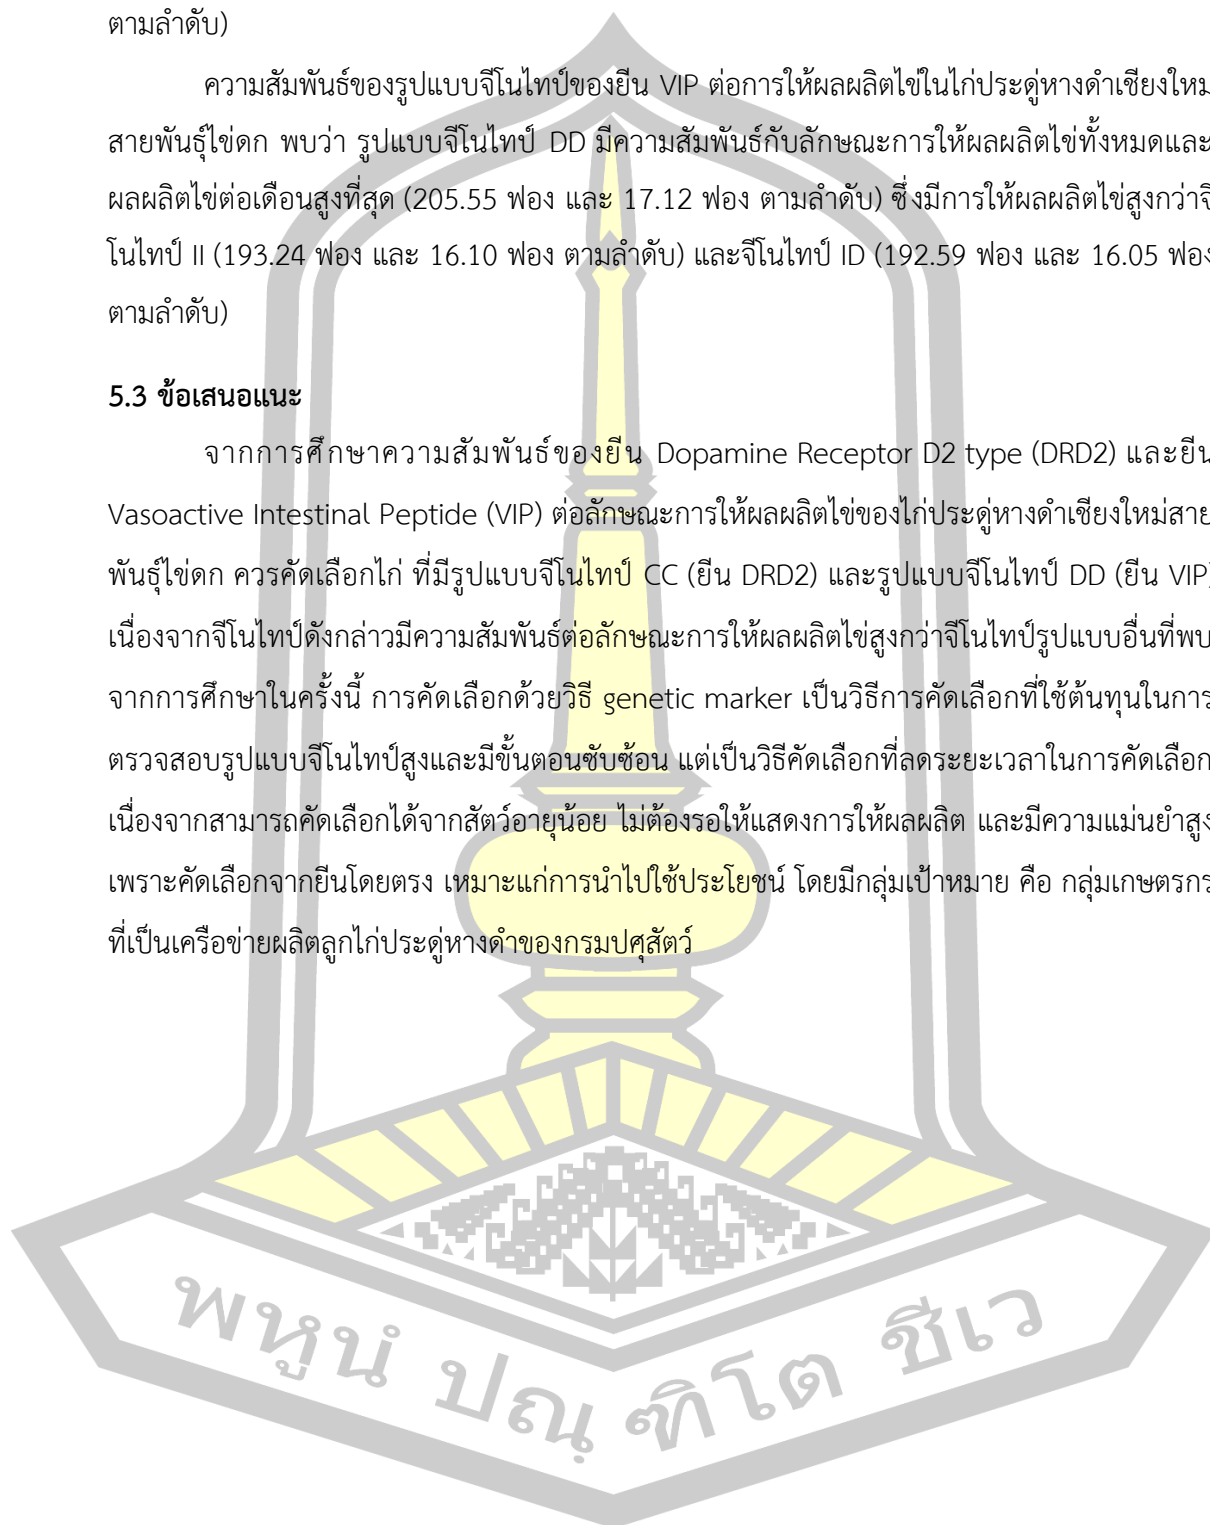 ตามลำดับ)
ความสัมพันธ์ของรูปแบบจีโนไทป์ของยีน VIP ต่อการให้ผลผลิตไข่ในไก่ประดู่หางดำเชียงใหม่
สายพันธุ์ไข่ดก พบว่า รูปแบบจีโนไทป์ DD มีความสัมพันธ์กับลักษณะการให้ผลผลิตไข่ทั้งหมดและ
ผลผลิตไข่ต่อเดือนสูงที่สุด (205.55 ฟอง และ 17.12 ฟอง ตามลำดับ) ซึ่งมีการให้ผลผลิตไข่สูงกว่าจี
โนไทป์ II (193.24 ฟอง และ 16.10 ฟอง ตามลำดับ) และจีโนไทป์ ID (192.59 ฟอง และ 16.05 ฟอง
ตามลำดับ)
5.3 ข้อเสนอแนะ
จากการศึกษาความสัมพันธ์ของยีน Dopamine Receptor D2 type (DRD2) และยีน
Vasoactive Intestinal Peptide (VIP) ต่อลักษณะการให้ผลผลิตไข่ของไก่ประดู่หางดำเชียงใหม่สาย
พันธุ์ไข่ดก ควรคัดเลือกไก่ ที่มีรูปแบบจีโนไทป์ CC (ยีน DRD2) และรูปแบบจีโนไทป์ DD (ยีน VIP)
เนื่องจากจีโนไทป์ดังกล่าวมีความสัมพันธ์ต่อลักษณะการให้ผลผลิตไข่สูงกว่าจีโนไทป์รูปแบบอื่นที่พบ
จากการศึกษาในครั้งนี้ การคัดเลือกด้วยวิธี genetic marker เป็นวิธีการคัดเลือกที่ใช้ต้นทุนในการ
ตรวจสอบรูปแบบจีโนไทป์สูงและมีขั้นตอนซับซ้อน แต่เป็นวิธีคัดเลือกที่ลดระยะเวลาในการคัดเลือก
เนื่องจากสามารถคัดเลือกได้จากสัตว์อายุน้อย ไม่ต้องรอให้แสดงการให้ผลผลิต และมีความแม่นยำสูง
เพราะคัดเลือกจากยีนโดยตรง เหมาะแก่การนำไปใช้ประโยชน์ โดยมีกลุ่มเป้าหมาย คือ กลุ่มเกษตรกร
ที่เป็นเครือข่ายผลิตลูกไก่ประดู่หางดำของกรมปศุสัตว์
พหูนํ ปณฺ ฑิโต ชีเว